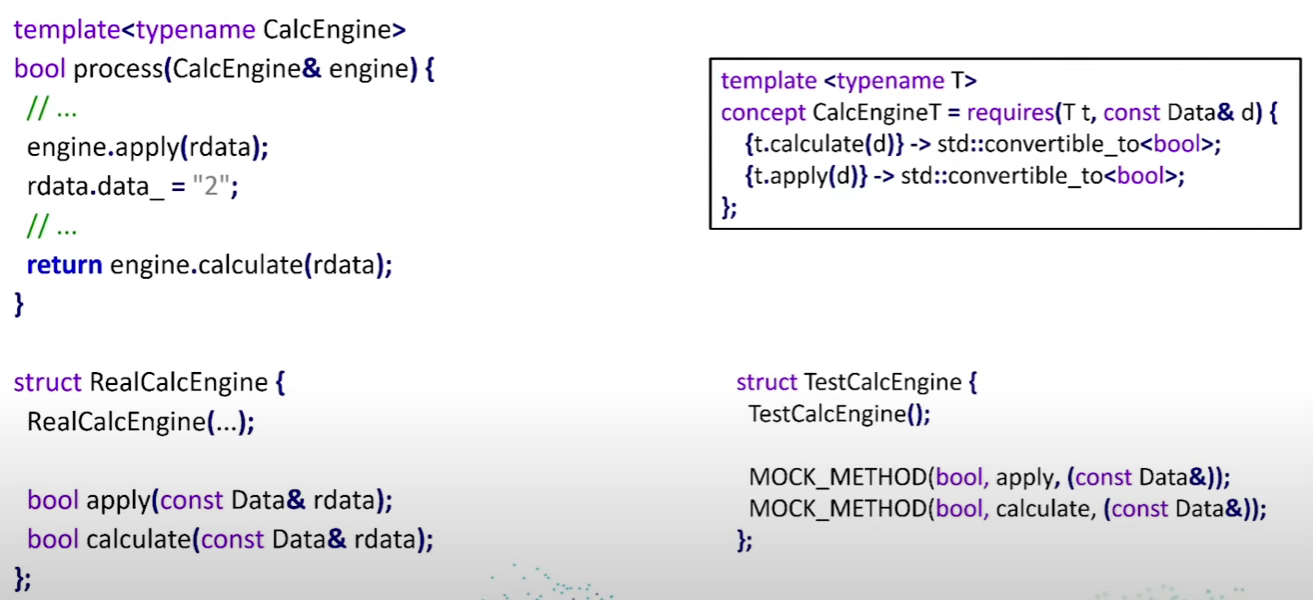 template<typename CalcEngine>
bool process(CalcEngine& engine) {
// ...
engine.apply(rdata);
rdata.data_ = "2";
// ...
return engine.calculate(rdata);
}
template <typename T>
concept CalcEngineT = requires(T t, const Data& d) {
{t.calculate(d)} -> std::convertible_to<bool>;
{t.apply(d)} -> std::convertible_to<bool>;
};
struct RealCalcEngine {
RealCalcEngine(...);
bool apply(const Data& rdata);
bool calculate(const Data& rdata);
};
struct TestCalcEngine {
TestCalcEngine();
MOCK_METHOD(bool, apply, (const Data&));
MOCK_METHOD(bool, calculate, (const Data&));
};